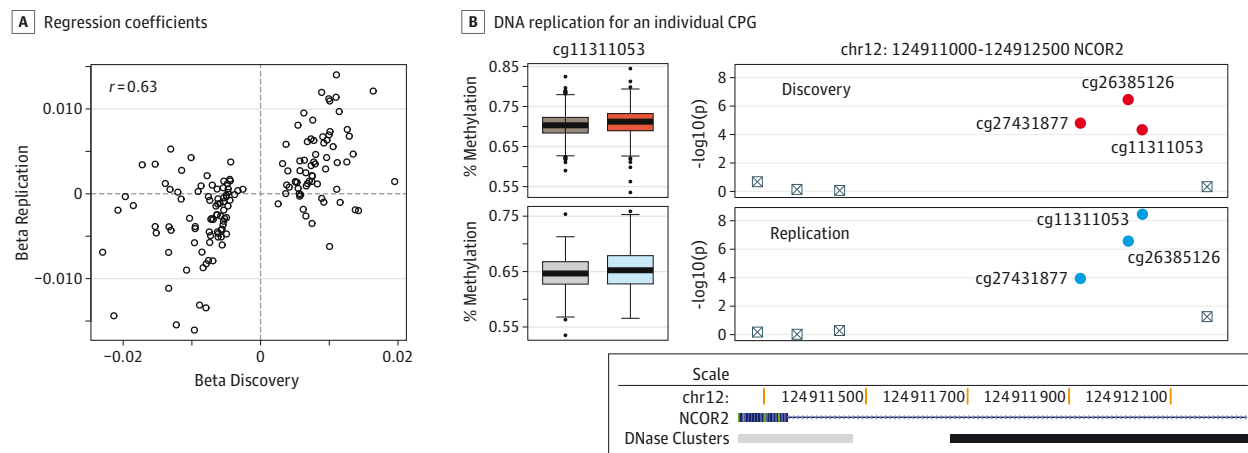 A Regression coefficients
r = 0.63
0.010
0
−0.010
Beta Replication
−0.02
0
0.02
Beta Discovery
B DNA replication for an individual CPG
cg11311053
0.85
0.75
0.65
0.55
% Methylation
0.75
0.65
0.55
% Methylation
chr12: 124911000-124912500 NCOR2
8
6
4
2
0
-log10(p)
Discovery
cg26385126
cg27431877
cg11311053
8
6
4
2
0
-log10(p)
Replication
cg11311053
cg26385126
cg27431877
Scale
chr12: 124911500 124911700 124911900 124912100
NCOR2
DNase Clusters